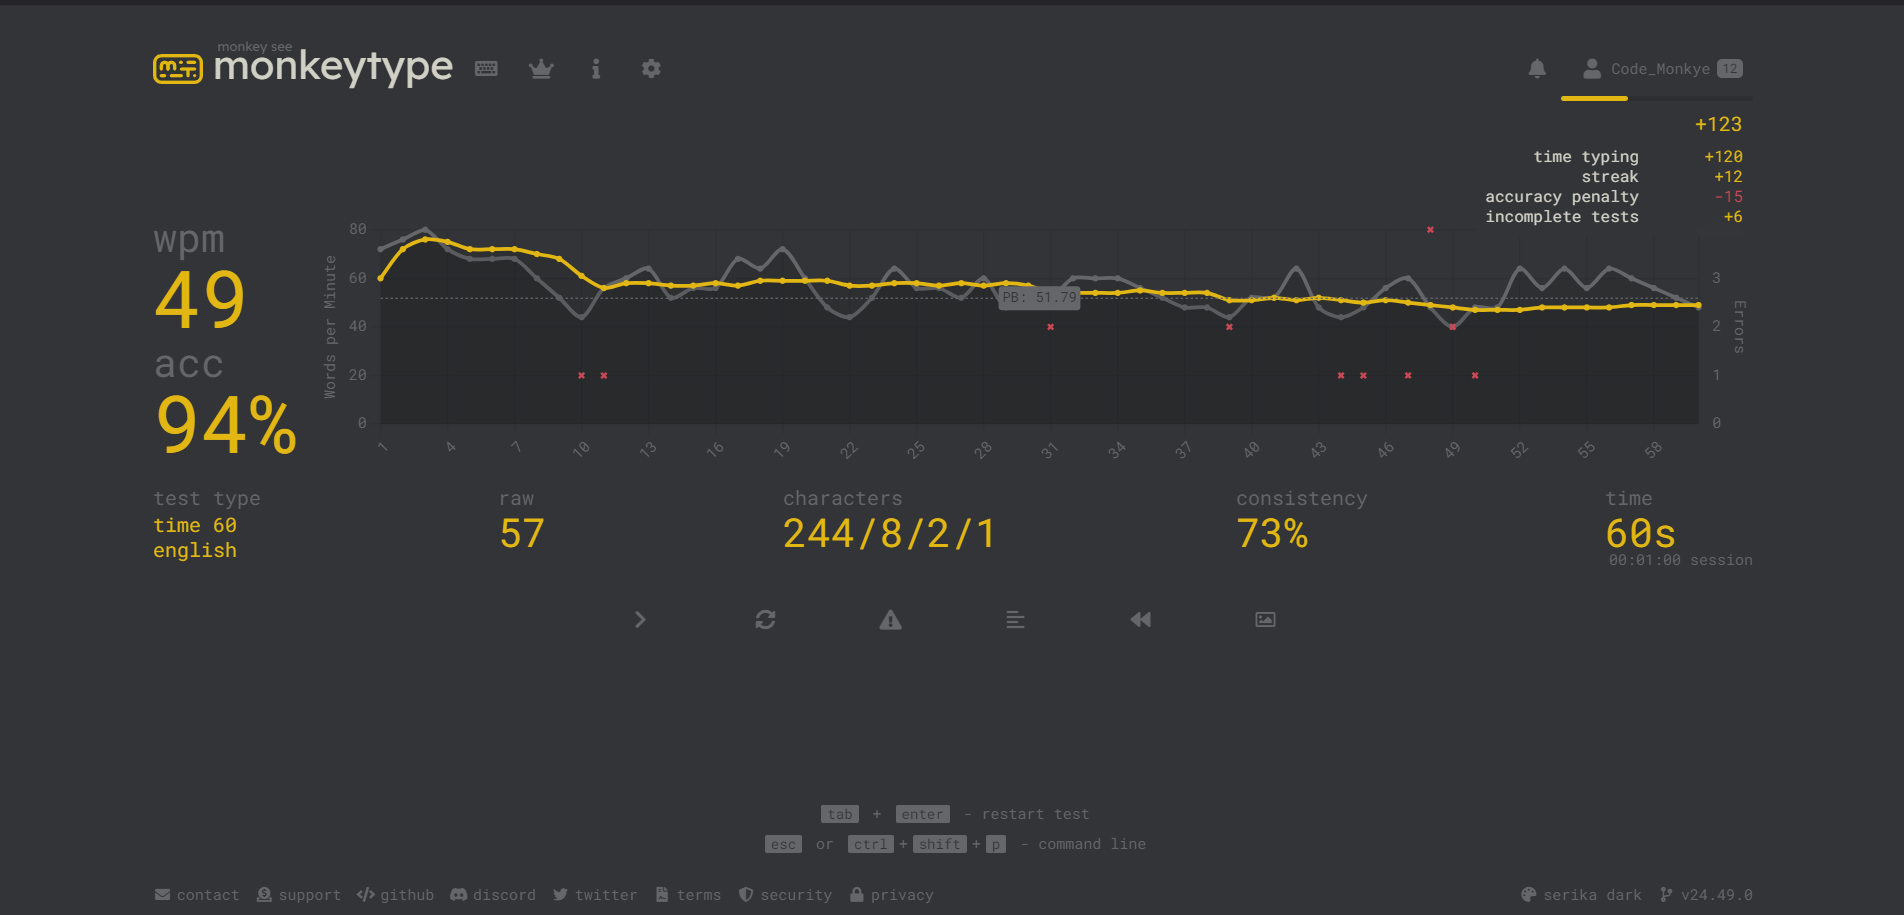 monkey see
monkeytype
Code_Monkye 12
+123
time typing +120
streak +12
accuracy penalty -15
incomplete tests +6
wpm
49
acc
94%
Words per Minute
80
60
40
20
0
PB: 51.79
3
2
1
0
Errors
1 4 7 10 13 16 19 22 25 28 31 34 37 40 43 46 49 52 55 58
test type
time 60
english
raw
57
characters
244/8/2/1
consistency
73%
time
60s
00:01:00 session
tab + enter - restart test
esc or ctrl + shift + p - command line
contact support github discord twitter terms security privacy serika dark v24.49.0